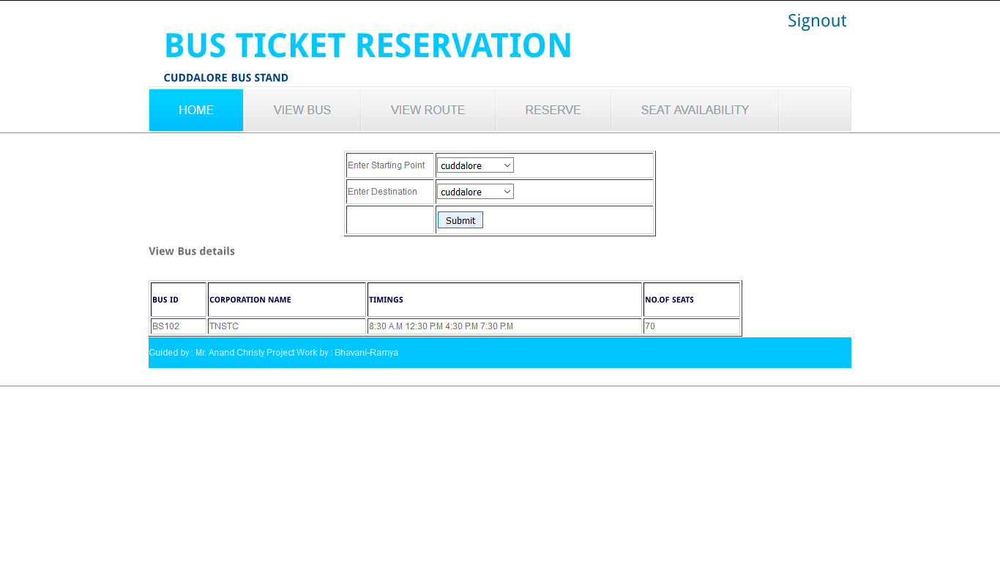 Signout
BUS TICKET RESERVATION
CUDDALORE BUS STAND
HOME VIEW BUS VIEW ROUTE RESERVE SEAT AVAILABILITY
Enter Starting Point cuddalore
Enter Destination cuddalore
Submit
View Bus details
BUS ID CORPORATION NAME TIMINGS NO.OF SEATS
BS102 TNSTC 8:30 A.M 12:30 P.M 4:30 P.M 7:30 P.M 70
Guided by : Mr. Anand Christy Project Work by : Bhavani-Ramya